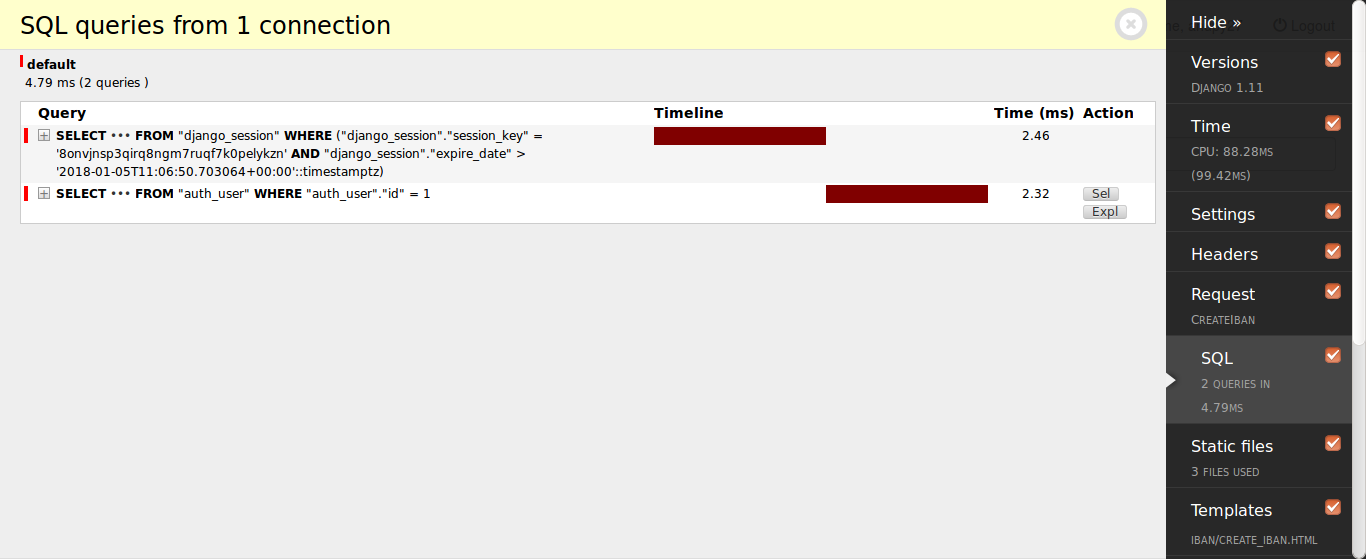 SQL queries from 1 connection
default
4.79 ms (2 queries )
Query Timeline Time (ms) Action
SELECT ••• FROM "django_session" WHERE ("django_session"."session_key" = 2.46
'8onvjnsp3qirq8ngm7ruqf7k0pelykzn' AND "django_session"."expire_date" >
'2018-01-05T11:06:50.703064+00:00'::timestamptz)
SELECT ••• FROM "auth_user" WHERE "auth_user"."id" = 1 2.32 Sel
Expl
Hide »
Logout
Versions
DJANGO 1.11
Time
CPU: 88.28MS
(99.42MS)
Settings
Headers
Request
CREATEIBAN
SQL
2 QUERIES IN
4.79MS
Static files
3 FILES USED
Templates
IBAN/CREATE_IBAN.HTML